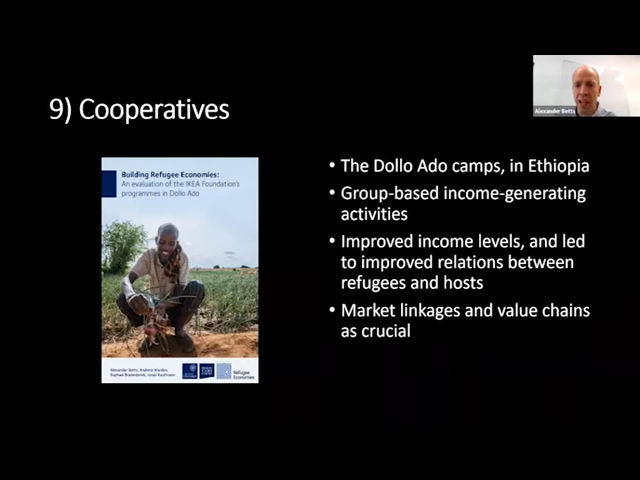 Alexander Betts
9) Cooperatives
Building Refugee Economies:
An evaluation of the IKEA Foundation's
programmes in Dollo Ado
Alexander Betts, Andonis Marden,
Raphael Bradenbrink, Jonas Kaufmann
Refugee
Economies
• The Dollo Ado camps, in Ethiopia
• Group-based income-generating
activities
• Improved income levels, and led
to improved relations between
refugees and hosts
• Market linkages and value chains
as crucial